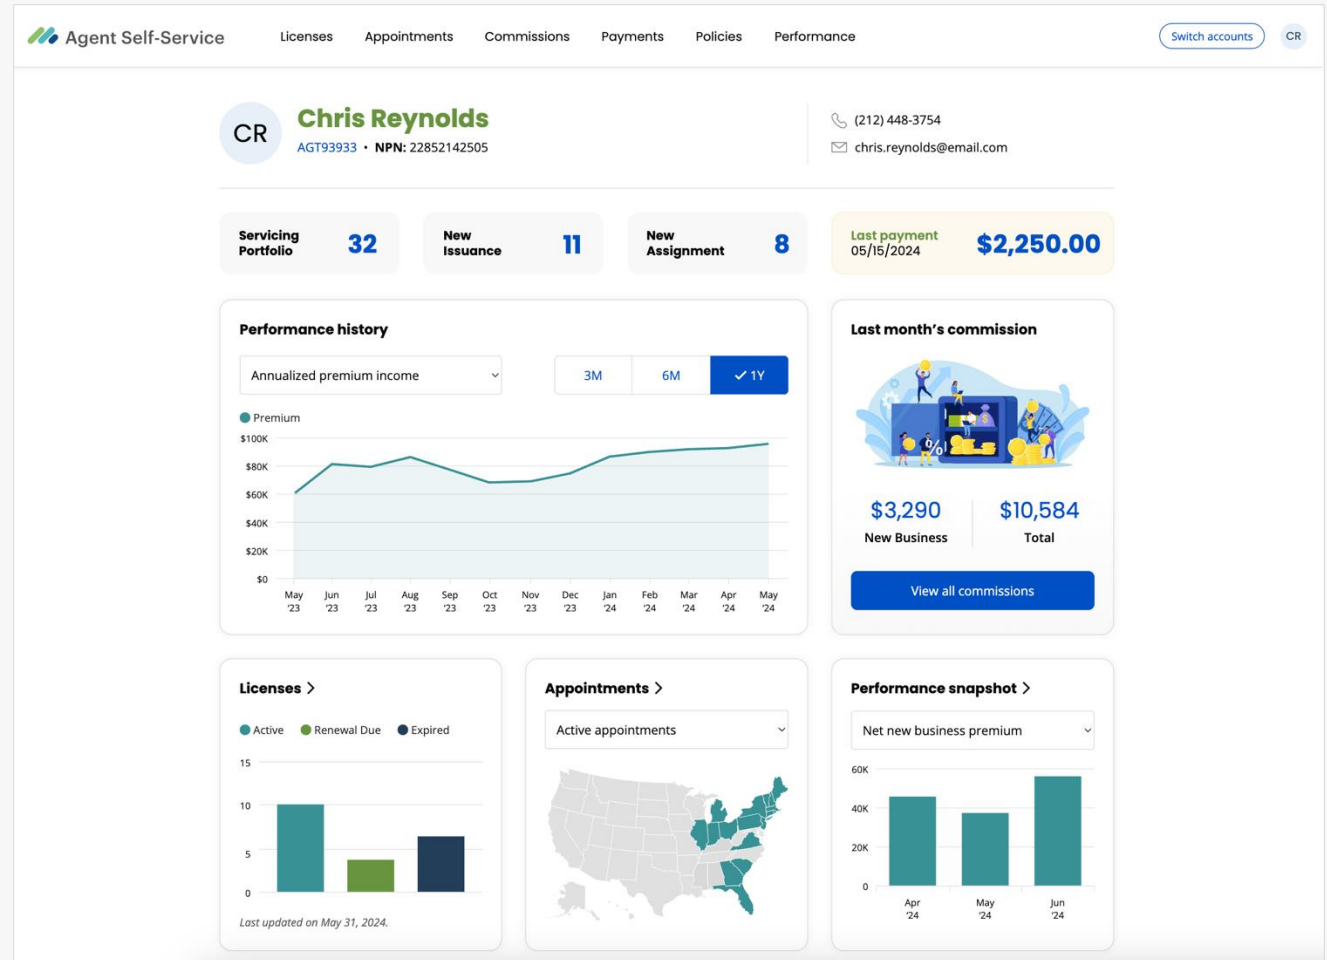 Agent Self-Service
Licenses
Appointments
Commissions
Payments
Policies
Performance
Switch accounts
CR
CR
Chris Reynolds
AGT93933 • NPN: 22852142505
(212) 448-3754
chris.reynolds@email.com
Servicing
Portfolio
32
New
Issuance
11
New
Assignment
8
Last payment
05/15/2024
$2,250.00
Performance history
Annualized premium income
3M
6M
1Y
Premium
$100K
$80K
$60K
$40K
$20K
$0
May Jun Jul Aug Sep Oct Nov Dec Jan Feb Mar Apr May
'23 '23 '23 '23 '23 '23 '23 '23 '24 '24 '24 '24 '24
Last month's commission
%
$
$3,290
New Business
$10,584
Total
View all commissions
Licenses >
Active Renewal Due Expired
15
10
5
0
Last updated on May 31, 2024.
Appointments >
Active appointments
Performance snapshot >
Net new business premium
60K
40K
20K
0
Apr May Jun
'24 '24 '24